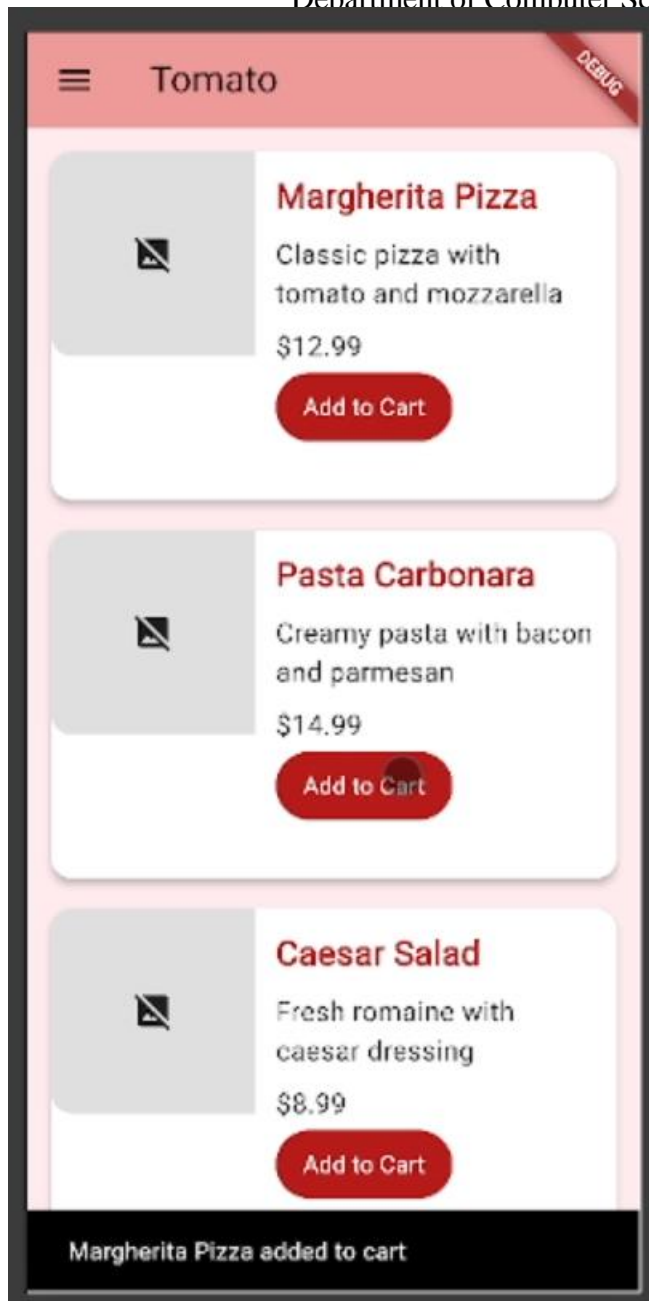 Tomato
DEBUG
Margherita Pizza
Classic pizza with
tomato and mozzarella
$12.99
Add to Cart
Pasta Carbonara
Creamy pasta with bacon
and parmesan
$14.99
Add to Cart
Caesar Salad
Fresh romaine with
caesar dressing
$8.99
Add to Cart
Margherita Pizza added to cart